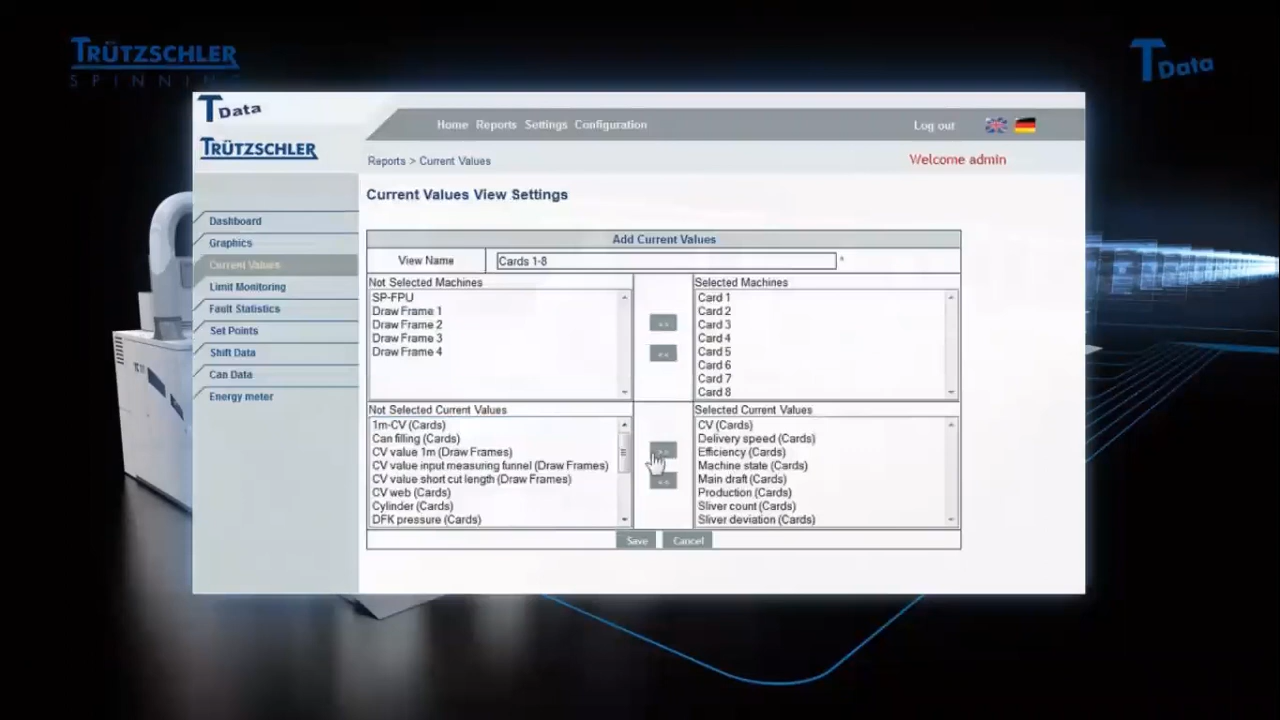 TRÜTZSCHLER
SPINNING
T Data
T Data
TRÜTZSCHLER
Home Reports Settings Configuration
Log out
Reports > Current Values
Welcome admin
Current Values View Settings
Dashboard
Graphics
Current Values
Limit Monitoring
Fault Statistics
Set Points
Shift Data
Can Data
Energy meter
Add Current Values
View Name
Cards 1-8
*
Not Selected Machines
SP-FPU
Draw Frame 1
Draw Frame 2
Draw Frame 3
Draw Frame 4
>>
<<
Selected Machines
Card 1
Card 2
Card 3
Card 4
Card 5
Card 6
Card 7
Card 8
Not Selected Current Values
1m-CV (Cards)
Can filling (Cards)
CV value 1m (Draw Frames)
CV value input measuring funnel (Draw Frames)
CV value short cut length (Draw Frames)
CV web (Cards)
Cylinder (Cards)
DFK pressure (Cards)
>>
<<
Selected Current Values
CV (Cards)
Delivery speed (Cards)
Efficiency (Cards)
Machine state (Cards)
Main draft (Cards)
Production (Cards)
Sliver count (Cards)
Sliver deviation (Cards)
Save Cancel